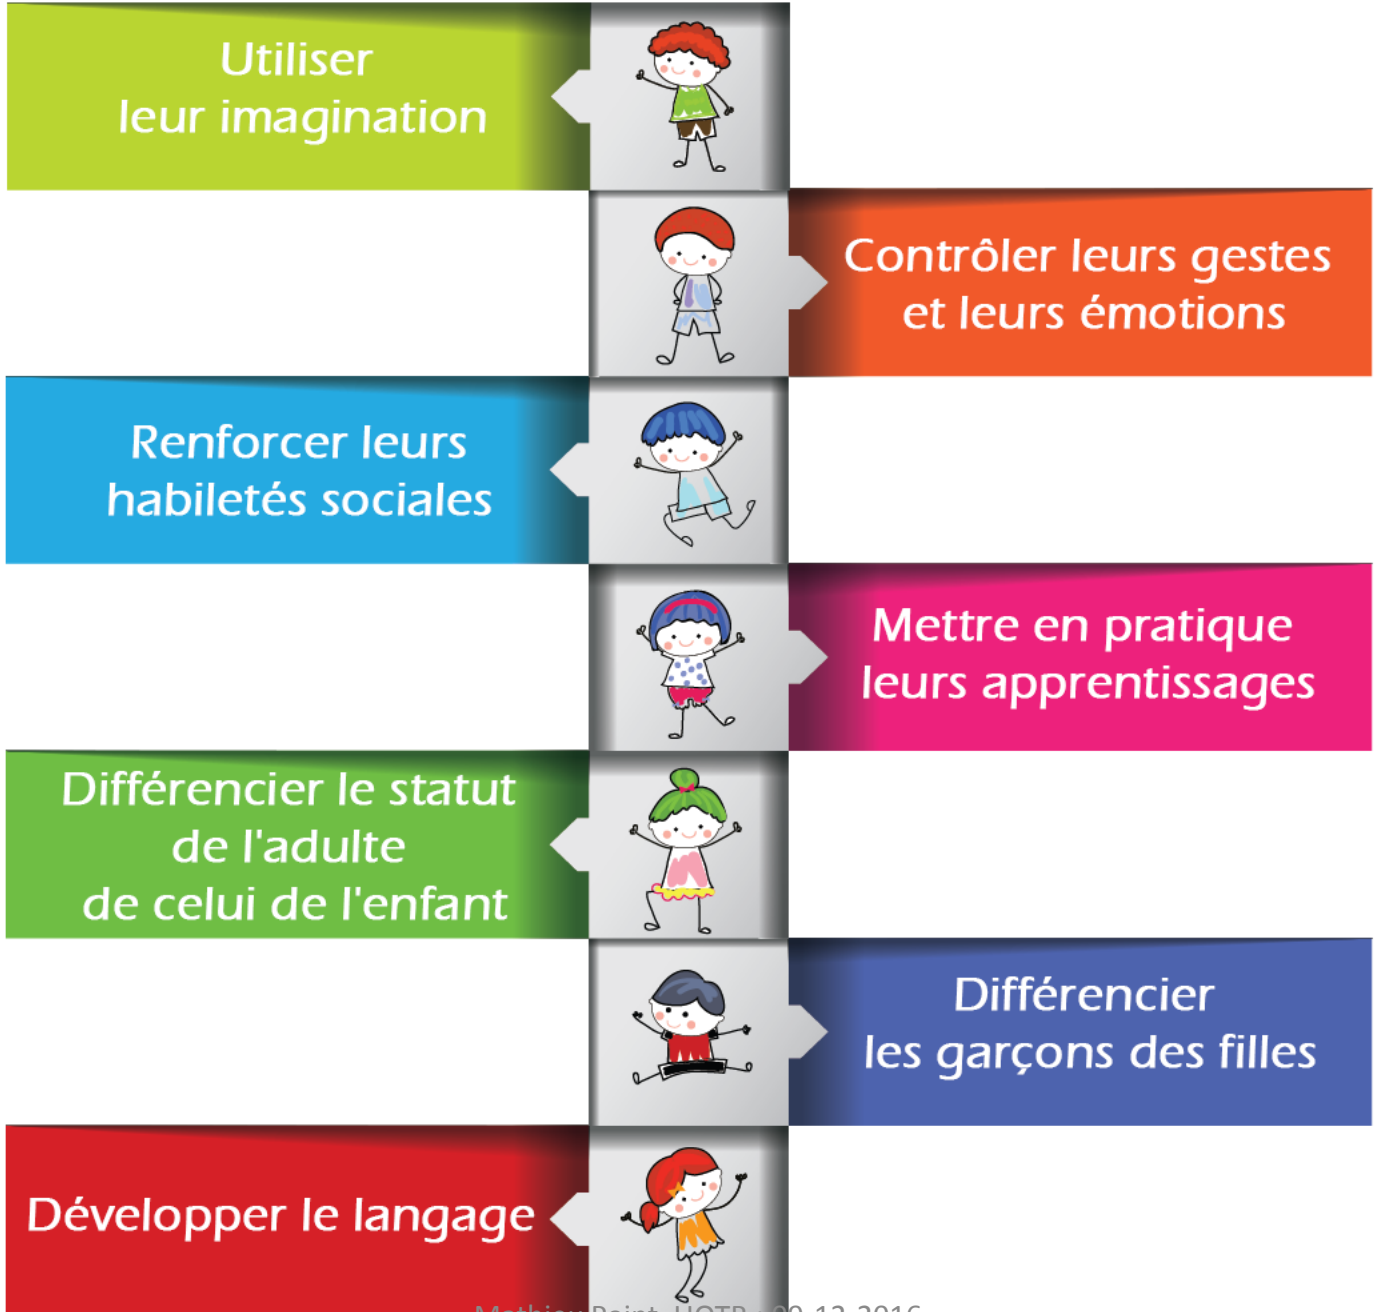 Utiliser
leur imagination
Contrôler leurs gestes
et leurs émotions
Renforcer leurs
habiletés sociales
Mettre en pratique
leurs apprentissages
Différencier le statut
de l'adulte
de celui de l'enfant
Différencier
les garçons des filles
Développer le langage